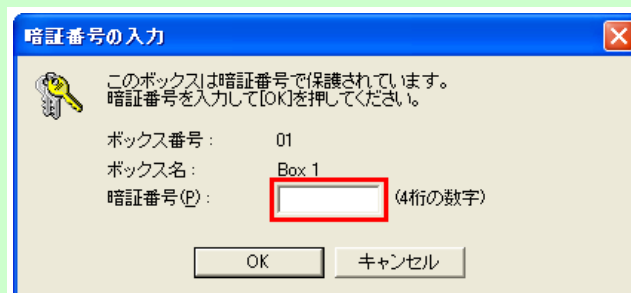 暗証番号の入力
このボックスは暗証番号で保護されています。
暗証番号を入力して[OK]を押してください。
ボックス番号: 01
ボックス名: Box 1
暗証番号(P): (4桁の数字)
OK キャンセル